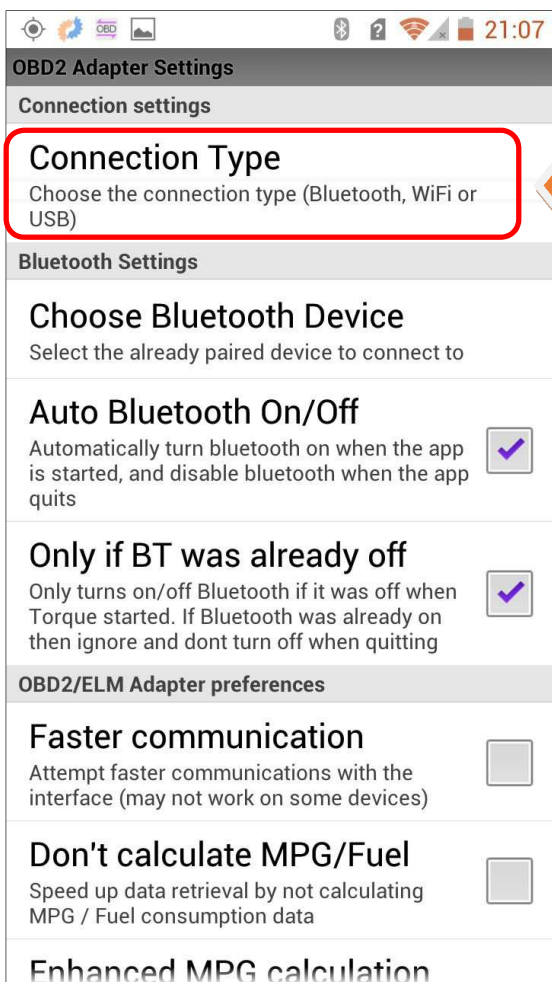 OBD
21:07
OBD2 Adapter Settings
Connection settings
Connection Type
Choose the connection type (Bluetooth, WiFi or
USB)
Bluetooth Settings
Choose Bluetooth Device
Select the already paired device to connect to
Auto Bluetooth On/Off
Automatically turn bluetooth on when the app
is started, and disable bluetooth when the app
quits
Only if BT was already off
Only turns on/off Bluetooth if it was off when
Torque started. If Bluetooth was already on
then ignore and dont turn off when quitting
OBD2/ELM Adapter preferences
Faster communication
Attempt faster communications with the
interface (may not work on some devices)
Don't calculate MPG/Fuel
Speed up data retrieval by not calculating
MPG / Fuel consumption data
Enhanced MPG calculation